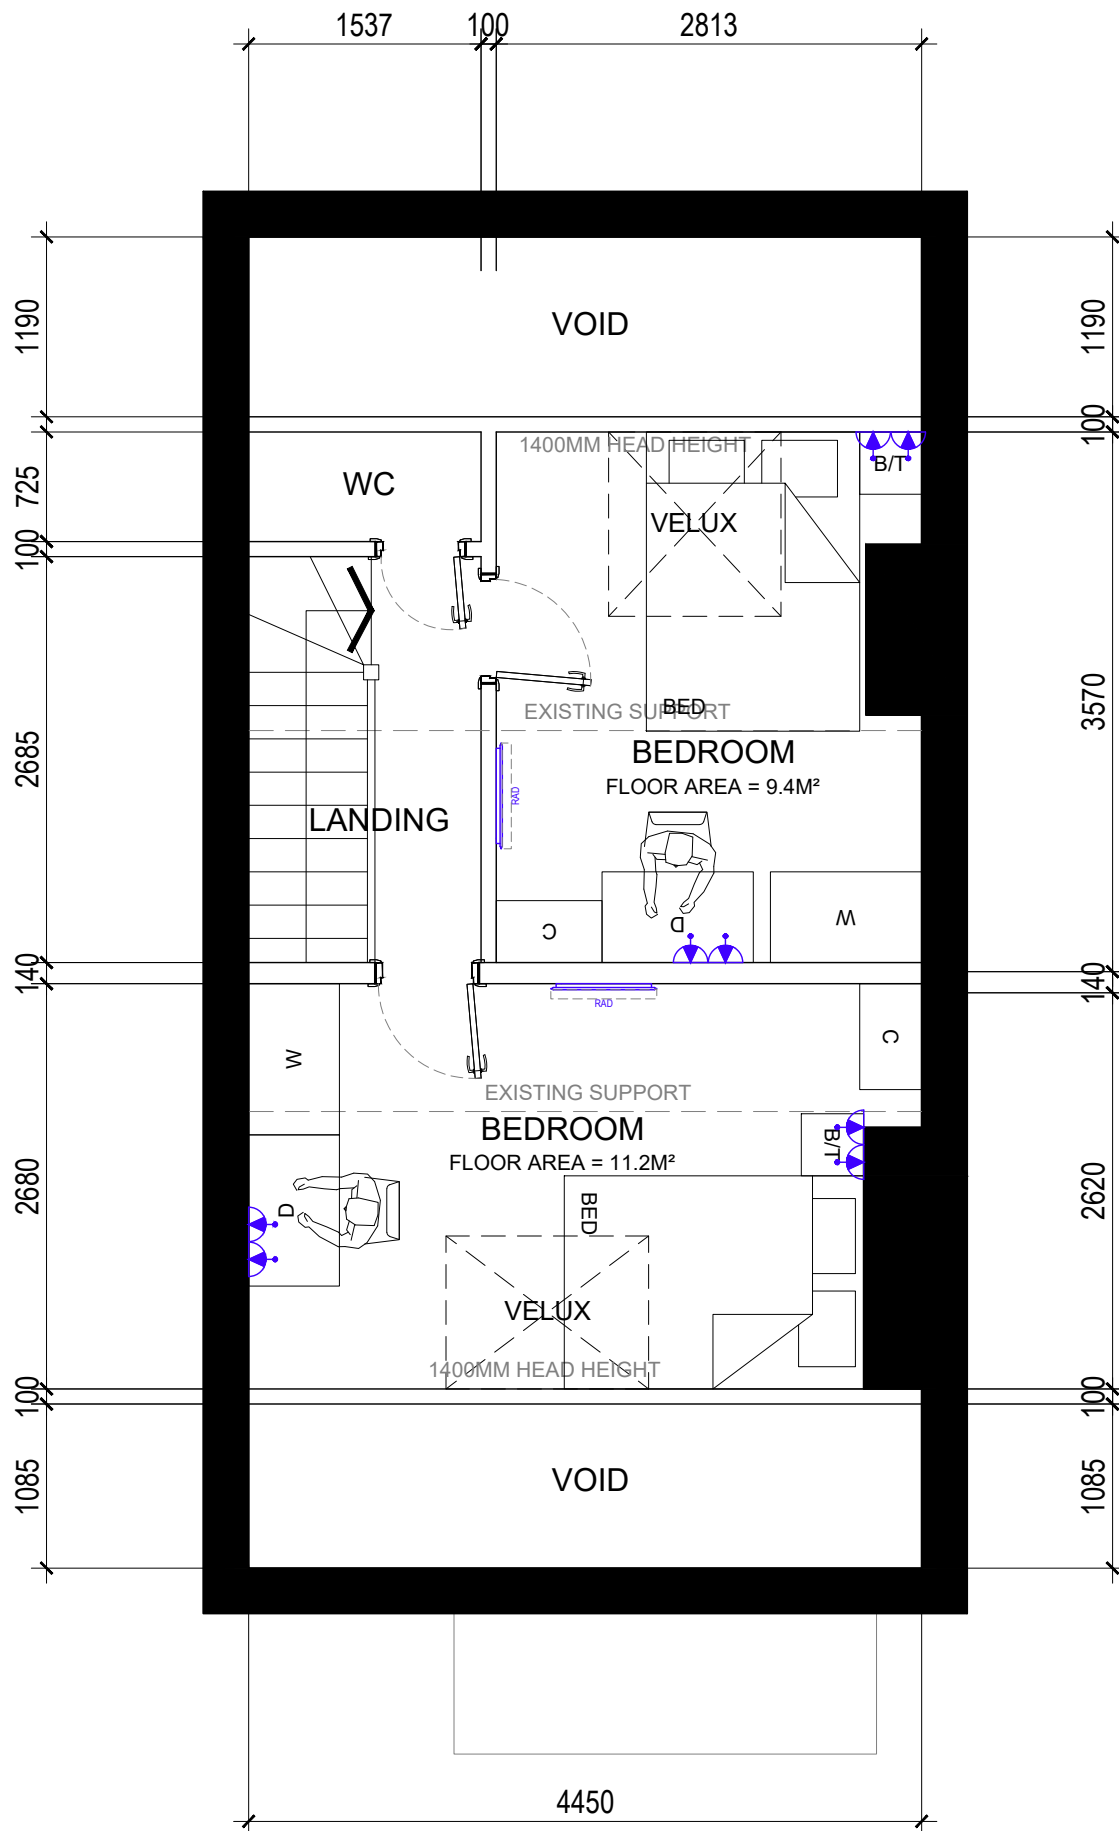 1537
100
2813
1190
1190
VOID
100
1400MM HEAD HEIGHT
B/T
WC
725
VELUX
100
BED
EXISTING SUPPORT
3570
BEDROOM
2685
FLOOR AREA = 9.4M²
RAD
LANDING
C
D
W
140
140
RAD
W
C
EXISTING SUPPORT
BEDROOM
B/T
FLOOR AREA = 11.2M²
2680
2620
D
BED
VELUX
1400MM HEAD HEIGHT
100
100
VOID
1085
1085
4450